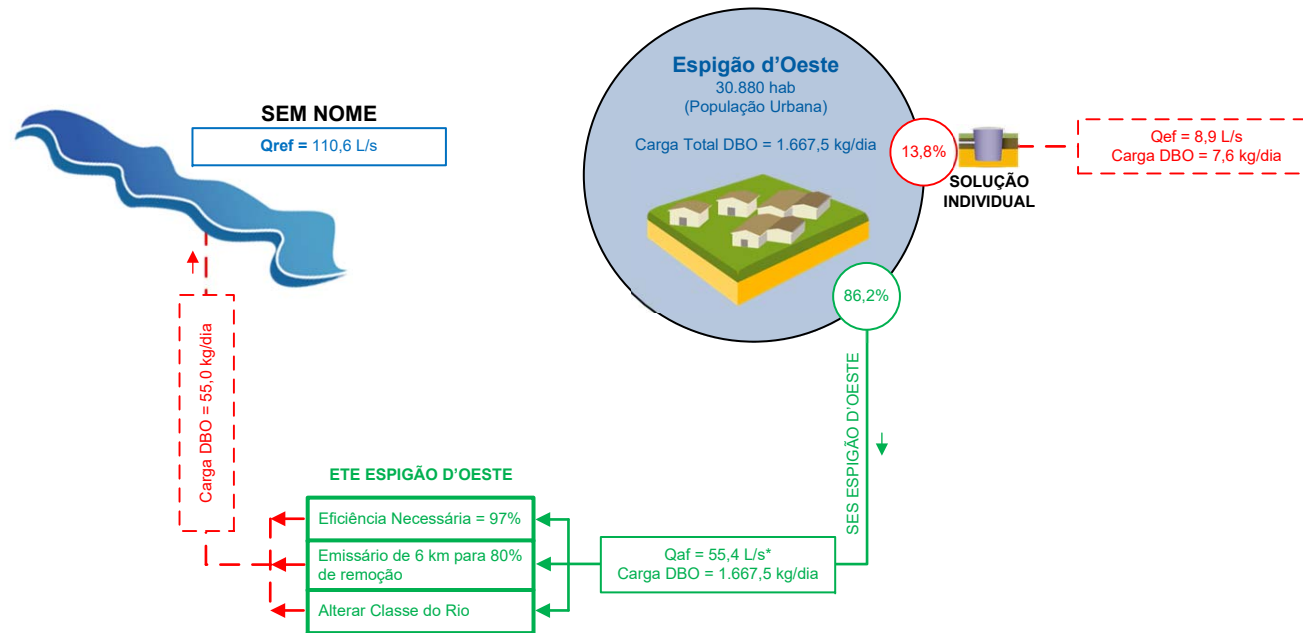 Espigão d’Oeste
30.880 hab
(População Urbana)
Carga Total DBO = 1.667,5 kg/dia
SEM NOME
Qref = 110,6 L/s
13,8%
SOLUÇÃO
INDIVIDUAL
Qef = 8,9 L/s
Carga DBO = 7,6 kg/dia
86,2%
SES ESPIGÃO D’OESTE
Carga DBO = 55,0 kg/dia
ETE ESPIGÃO D’OESTE
Eficiência Necessária = 97%
Emissário de 6 km para 80%
de remoção
Alterar Classe do Rio
Qaf = 55,4 L/s*
Carga DBO = 1.667,5 kg/dia